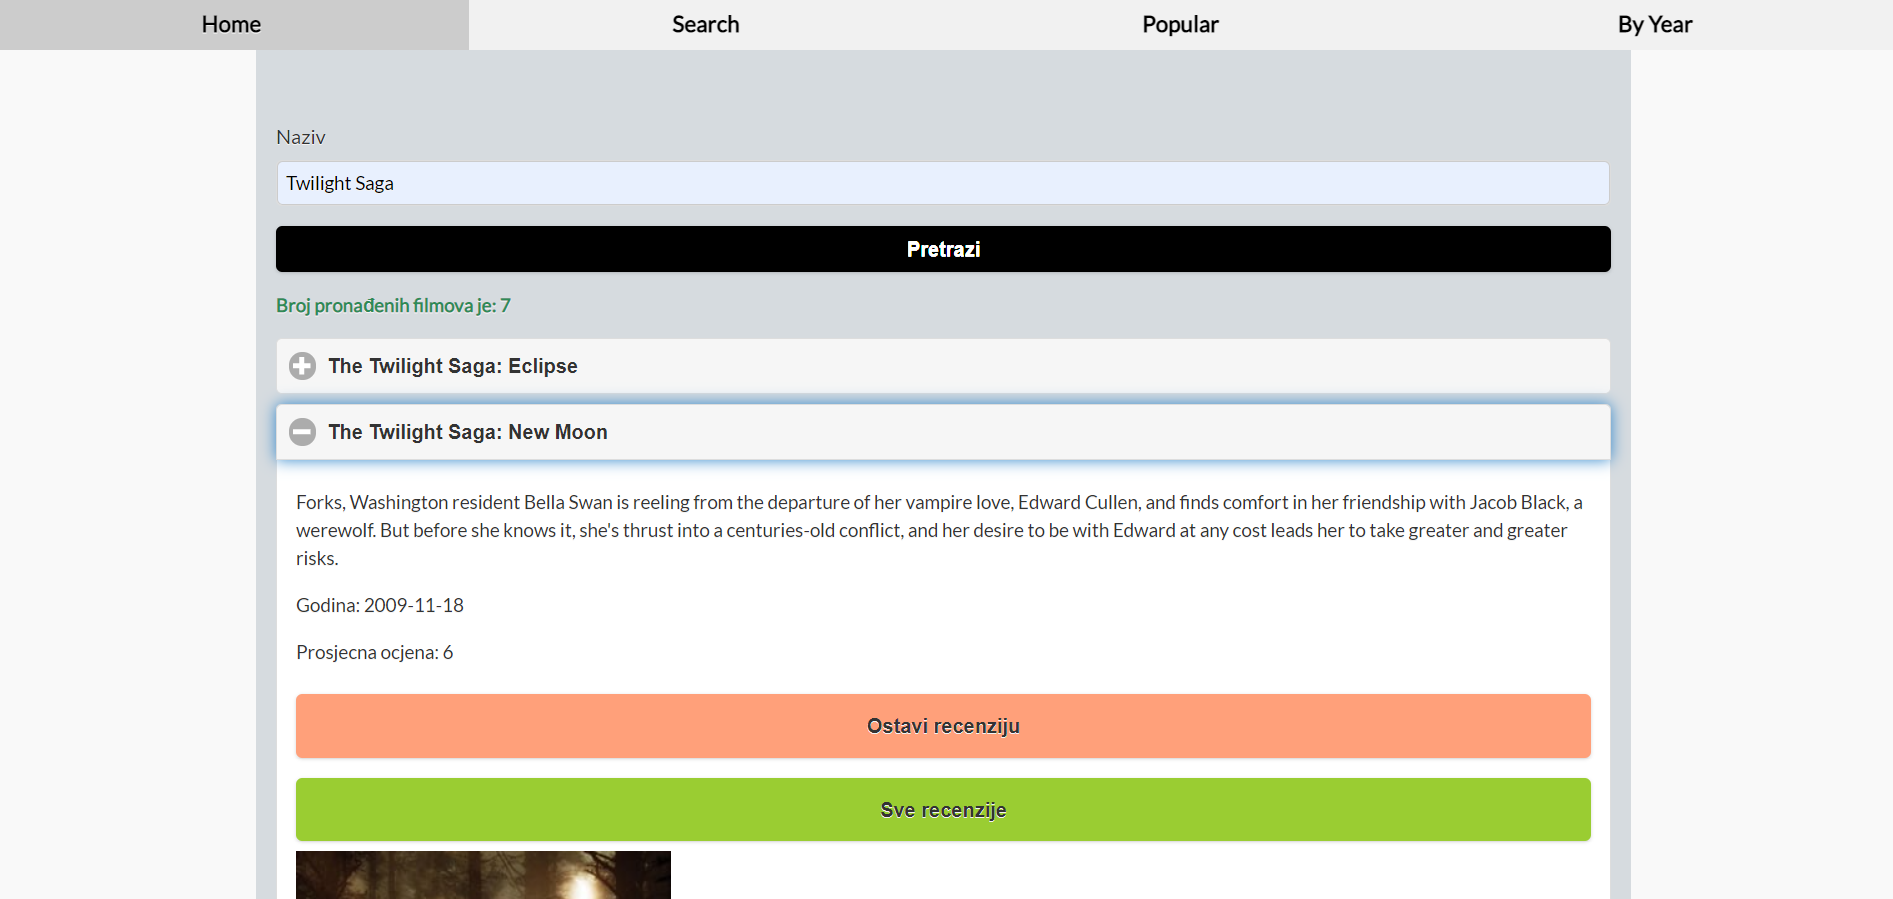 Home
Search
Popular
By Year
Naziv
Twilight Saga
Pretrazi
Broj pronađenih filmova je: 7
The Twilight Saga: Eclipse
The Twilight Saga: New Moon
Forks, Washington resident Bella Swan is reeling from the departure of her vampire love, Edward Cullen, and finds comfort in her friendship with Jacob Black, a
werewolf. But before she knows it, she's thrust into a centuries-old conflict, and her desire to be with Edward at any cost leads her to take greater and greater
risks.
Godina: 2009-11-18
Prosjecna ocjena: 6
Ostavi recenziju
Sve recenzije